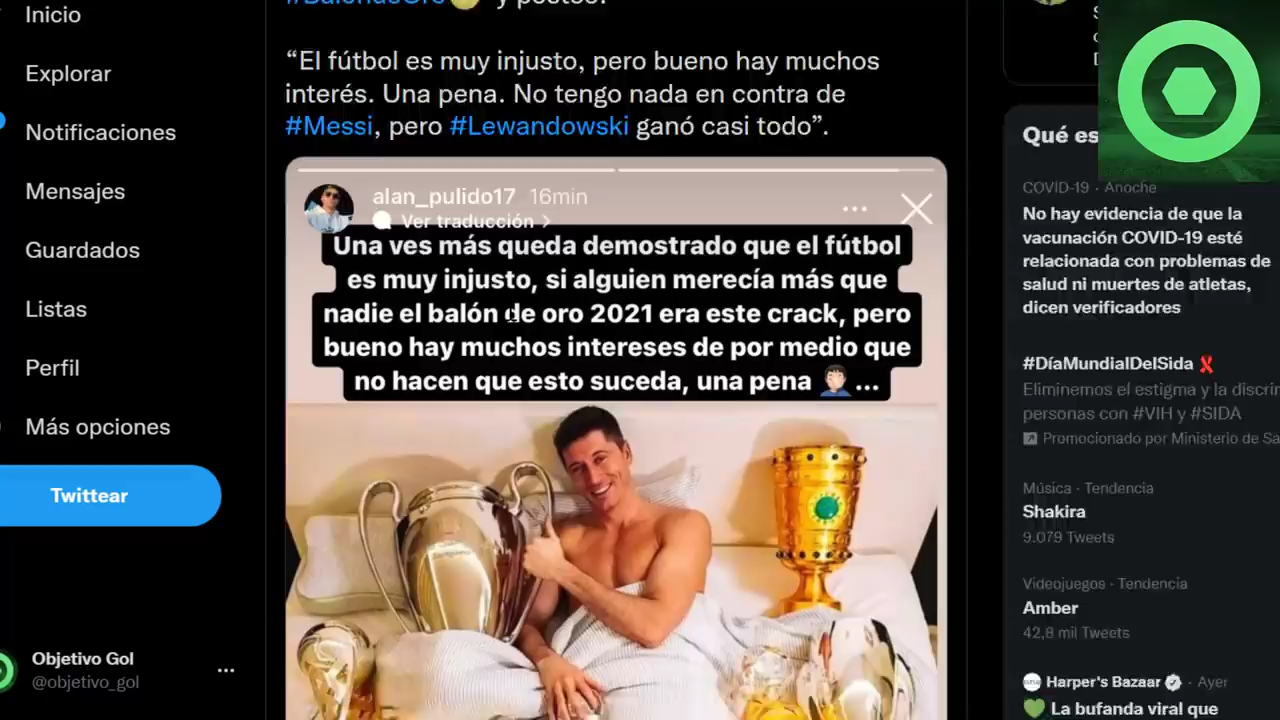 Inicio
Explorar
Notificaciones
Mensajes
Guardados
Listas
Perfil
Más opciones
Twittear
Objetivo Gol
@objetivo_gol
y posteó:
“El fútbol es muy injusto, pero bueno hay muchos
interés. Una pena. No tengo nada en contra de
#Messi, pero #Lewandowski ganó casi todo”.
alan_pulido17 16min
Ver traducción
Una ves más queda demostrado que el fútbol
es muy injusto, si alguien merecía más que
nadie el balón de oro 2021 era este crack, pero
bueno hay muchos intereses de por medio que
no hacen que esto suceda, una pena 🤦🏻‍♂️...
Qué es
COVID-19 · Anoche
No hay evidencia de que la
vacunación COVID-19 esté
relacionada con problemas de
salud ni muertes de atletas,
dicen verificadores
#DíaMundialDelSida
Eliminemos el estigma y la discrin
personas con #VIH y #SIDA
Promocionado por Ministerio de Sa
Música · Tendencia
Shakira
9.079 Tweets
Videojuegos · Tendencia
Amber
42,8 mil Tweets
Harper's Bazaar · Ayer
💚 La bufanda viral que